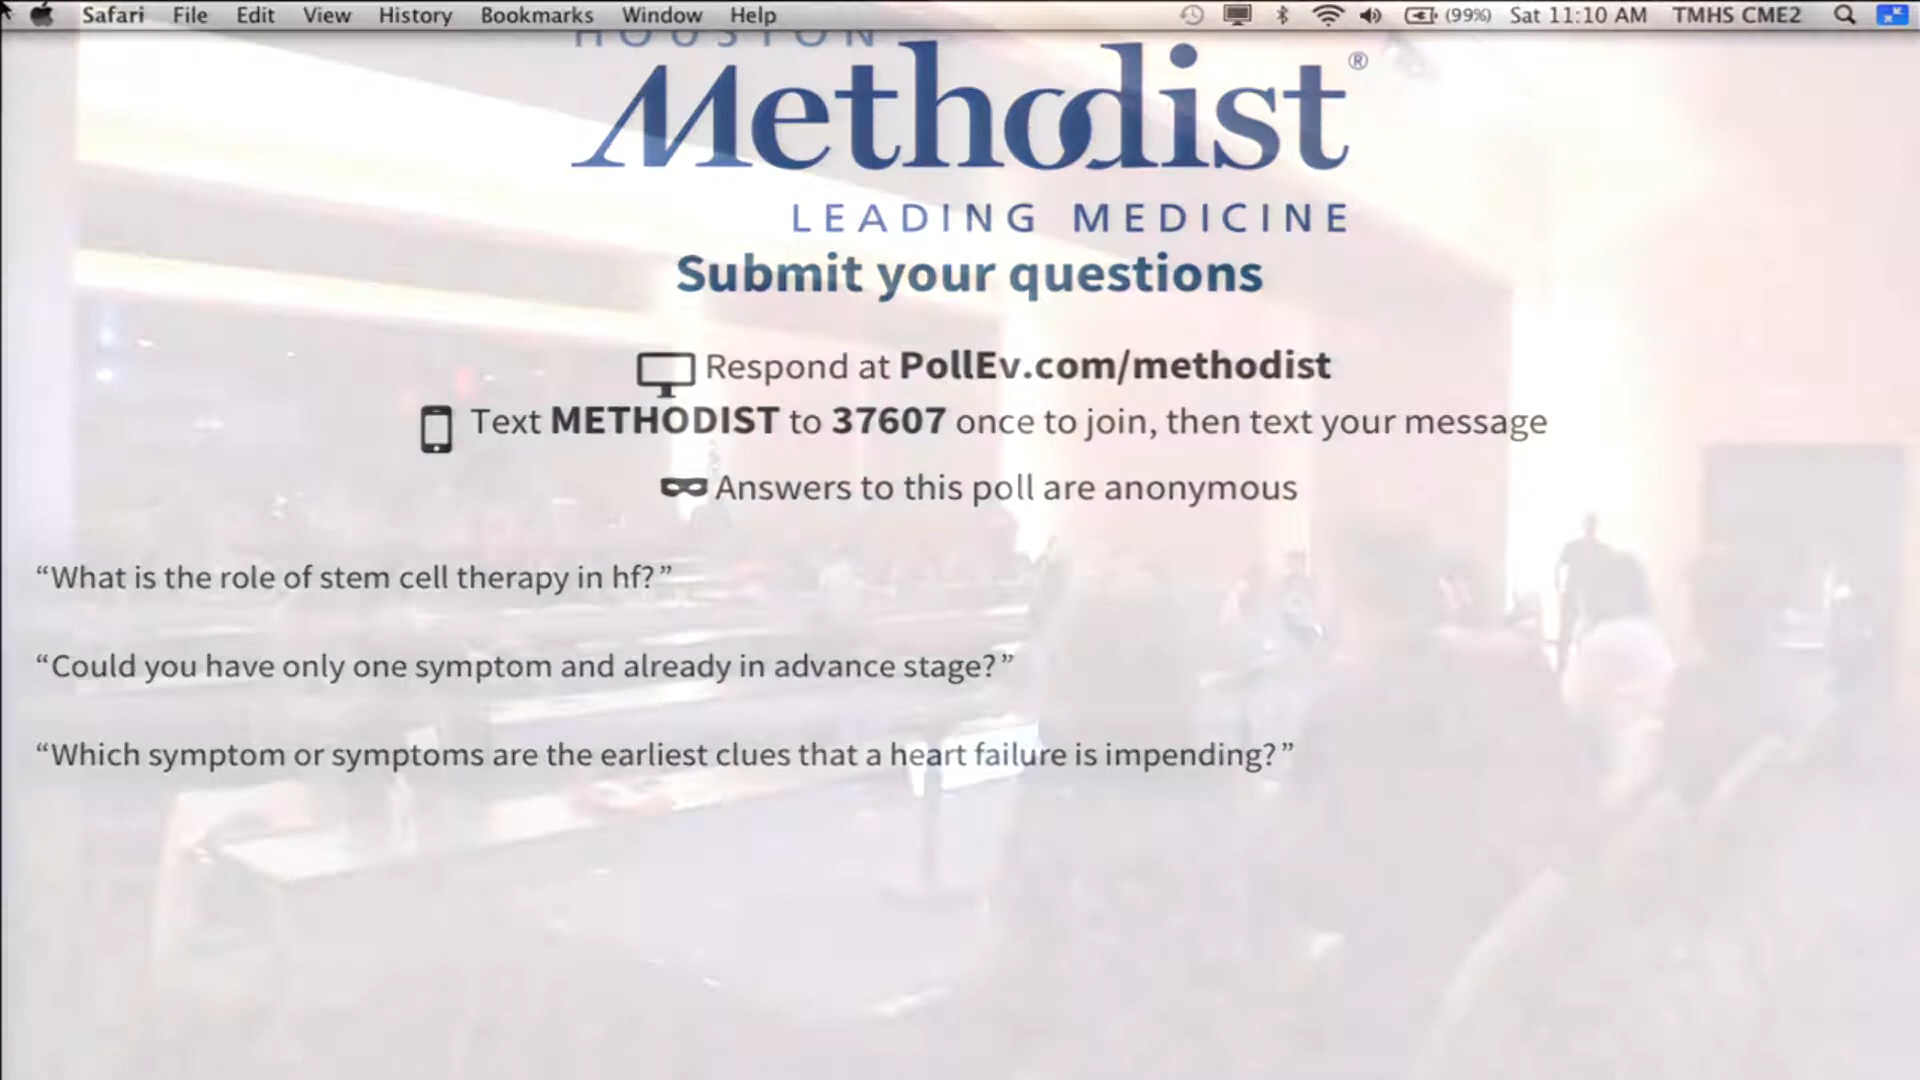 Safari File Edit View History Bookmarks Window Help (99%) Sat 11:10 AM TMHS CME2
HOUSTON
Methodist®
LEADING MEDICINE
Submit your questions
Respond at PollEv.com/methodist
Text METHODIST to 37607 once to join, then text your message
Answers to this poll are anonymous
“What is the role of stem cell therapy in hf?”
“Could you have only one symptom and already in advance stage?”
“Which symptom or symptoms are the earliest clues that a heart failure is impending?”